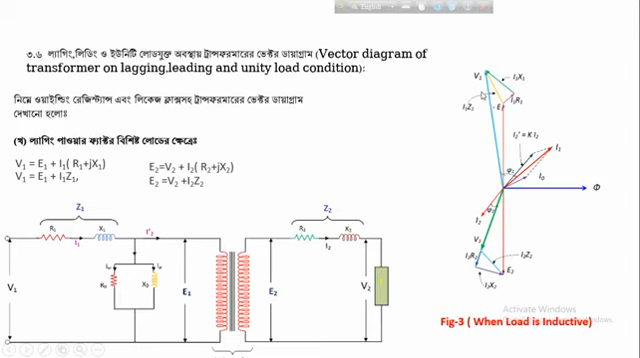 English
৩.৬ ল্যাগিং,লিডিং ও ইউনিটি লোডযুক্ত অবস্থায় ট্রান্সফরমারের ভেক্টর ডায়াগ্রাম (Vector diagram of
transformer on lagging,leading and unity load condition):
নিম্নে ওয়াইন্ডিং রেজিস্ট্যান্স এবং লিকেজ ফ্লাক্সসহ ট্রান্সফরমারের ভেক্টর ডায়াগ্রাম
দেখানো হলোঃ
(খ) ল্যাগিং পাওয়ার ফ্যাক্টর বিশিষ্ট লোডের ক্ষেত্রেঃ
V₁ = E₁ + I₁( R₁+jX₁)
V₁ = E₁ + I₁Z₁,
E₂=V₂ + I₂( R₂+jX₂)
E₂ =V₂ +I₂Z₂
Z₁
R₁
X₁
I₁
I'₂
R₀
X₀
V₁
E₁
E₂
Z₂
R₂
X₂
I₂
V₂
V₁
I₁X₁
I₁R₁
I₁Z₁
- E₁
I₂' = K I₂
I₁
φ₁
I₀
Φ
I₂
φ₂
V₂
I₂R₂
I₂Z₂
E₂
I₂X₂
Activate Windows
Fig-3 ( When Load is Inductive)